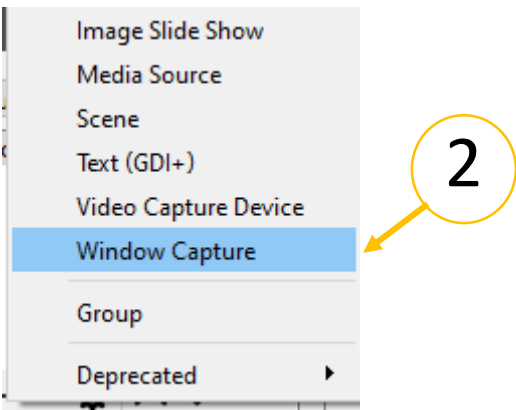 Image Slide Show
Media Source
Scene
Text (GDI+)
Video Capture Device
Window Capture
2
Group
Deprecated